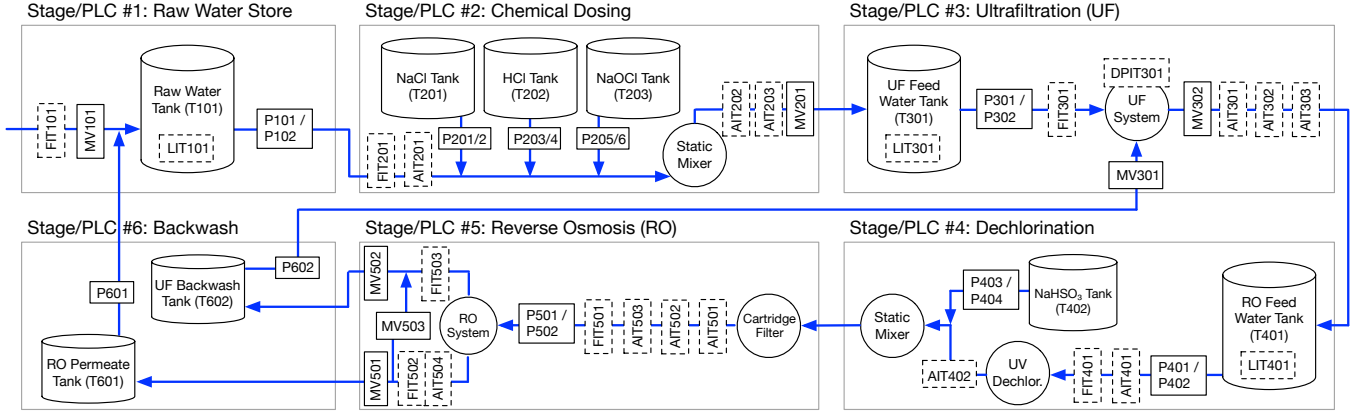 Stage/PLC #1: Raw Water Store
FIT101
MV101
Raw Water
Tank (T101)
LIT101
P101 /
P102
Stage/PLC #2: Chemical Dosing
NaCl Tank
(T201)
HCl Tank
(T202)
NaOCl Tank
(T203)
P201/2
P203/4
P205/6
FIT201
AIT201
Static
Mixer
AIT202
AIT203
MV201
Stage/PLC #3: Ultrafiltration (UF)
UF Feed
Water Tank
(T301)
LIT301
P301 /
P302
FIT301
DPIT301
UF
System
MV302
AIT301
AIT302
AIT303
MV301
Stage/PLC #6: Backwash
P601
UF Backwash
Tank (T602)
P602
RO Permeate
Tank (T601)
Stage/PLC #5: Reverse Osmosis (RO)
MV502
FIT503
MV503
MV501
FIT502
AIT504
RO
System
P501 /
P502
FIT501
AIT503
AIT502
AIT501
Cartridge
Filter
Stage/PLC #4: Dechlorination
Static
Mixer
P403 /
P404
NaHSO₃ Tank
(T402)
AIT402
UV
Dechlor.
FIT401
AIT401
P401 /
P402
RO Feed
Water Tank
(T401)
LIT401